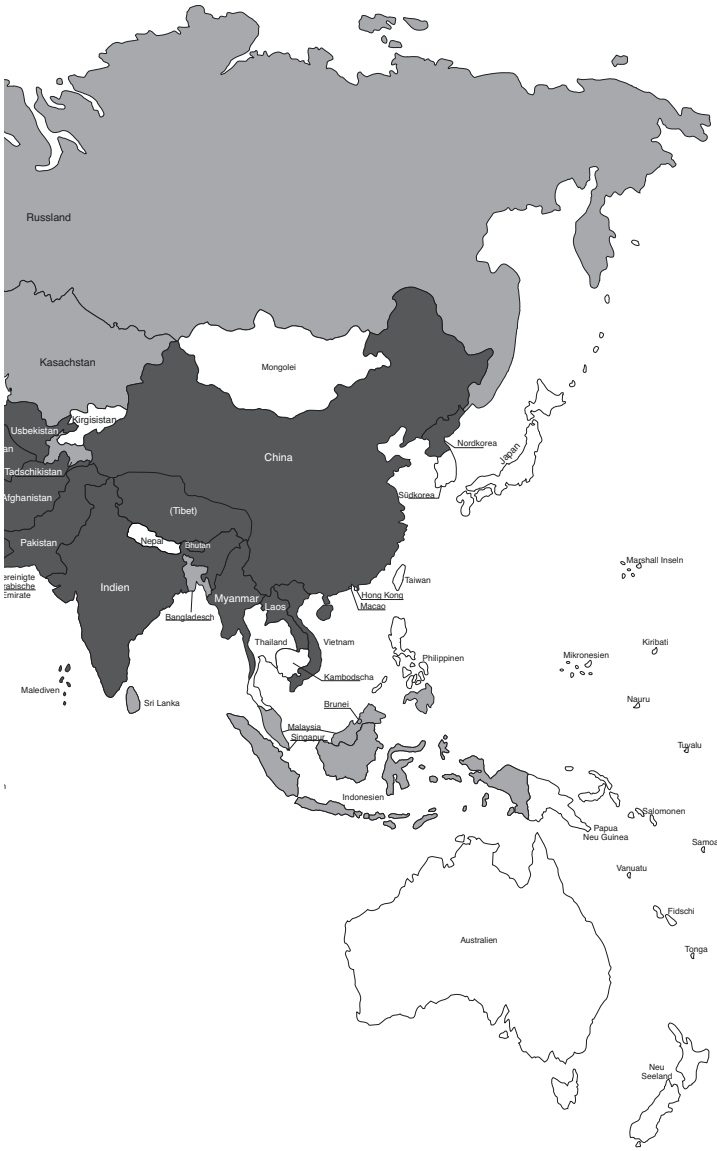 Russland
Kasachstan
Mongolei
Kirgisistan
Usbekistan
an
China
Nordkorea
Japan
Tadschikistan
Südkorea
Afghanistan
(Tibet)
Pakistan
Nepal
Bhutan
Marshall Inseln
ereinigte
rabische
Emirate
Taiwan
Indien
Hong Kong
Myanmar
Macao
Laos
Bangladesch
Thailand
Vietnam
Kiribati
Philippinen
Mikronesien
Kambodscha
Malediven
Sri Lanka
Brunei
Nauru
Malaysia
Singapur
Tuvalu
n
Indonesien
Salomonen
Papua
Neu Guinea
Samoa
Vanuatu
Fidschi
Australien
Tonga
Neu
Seeland